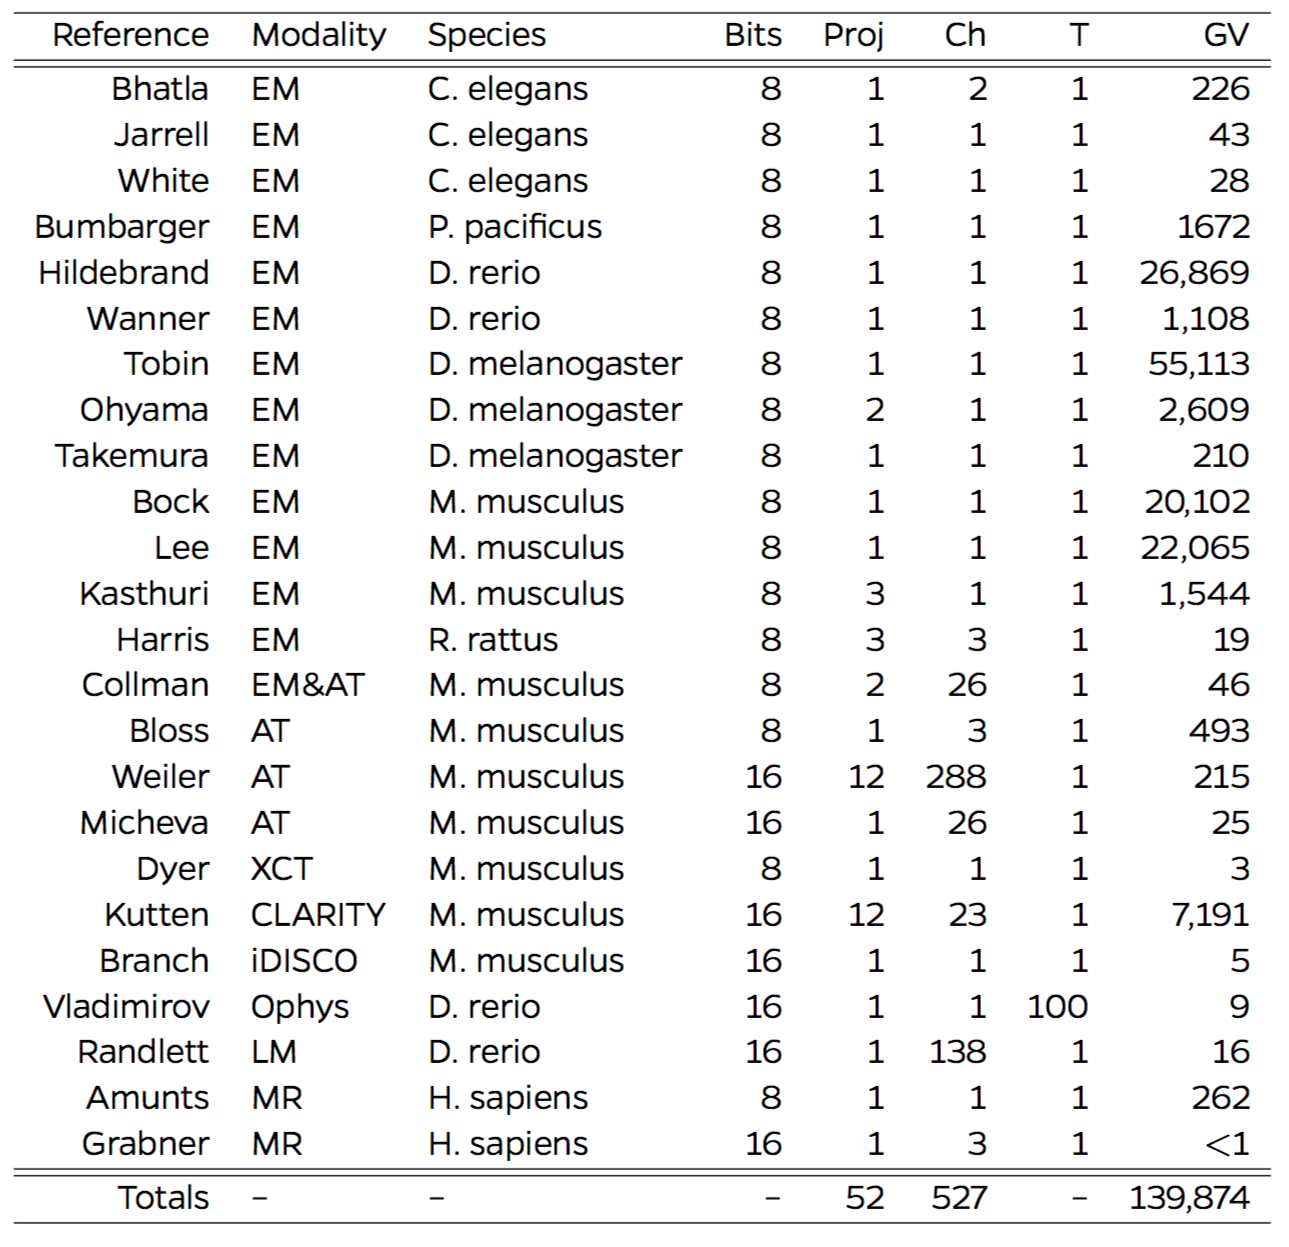 Reference Modality Species Bits Proj Ch T GV
Bhatla EM C. elegans 8 1 2 1 226
Jarrell EM C. elegans 8 1 1 1 43
White EM C. elegans 8 1 1 1 28
Bumbarger EM P. pacificus 8 1 1 1 1672
Hildebrand EM D. rerio 8 1 1 1 26,869
Wanner EM D. rerio 8 1 1 1 1,108
Tobin EM D. melanogaster 8 1 1 1 55,113
Ohyama EM D. melanogaster 8 2 1 1 2,609
Takemura EM D. melanogaster 8 1 1 1 210
Bock EM M. musculus 8 1 1 1 20,102
Lee EM M. musculus 8 1 1 1 22,065
Kasthuri EM M. musculus 8 3 1 1 1,544
Harris EM R. rattus 8 3 3 1 19
Collman EM&AT M. musculus 8 2 26 1 46
Bloss AT M. musculus 8 1 3 1 493
Weiler AT M. musculus 16 12 288 1 215
Micheva AT M. musculus 16 1 26 1 25
Dyer XCT M. musculus 8 1 1 1 3
Kutten CLARITY M. musculus 16 12 23 1 7,191
Branch iDISCO M. musculus 16 1 1 1 5
Vladimirov Ophys D. rerio 16 1 1 100 9
Randlett LM D. rerio 16 1 138 1 16
Amunts MR H. sapiens 8 1 1 1 262
Grabner MR H. sapiens 16 1 3 1 <1
Totals – – – 52 527 – 139,874